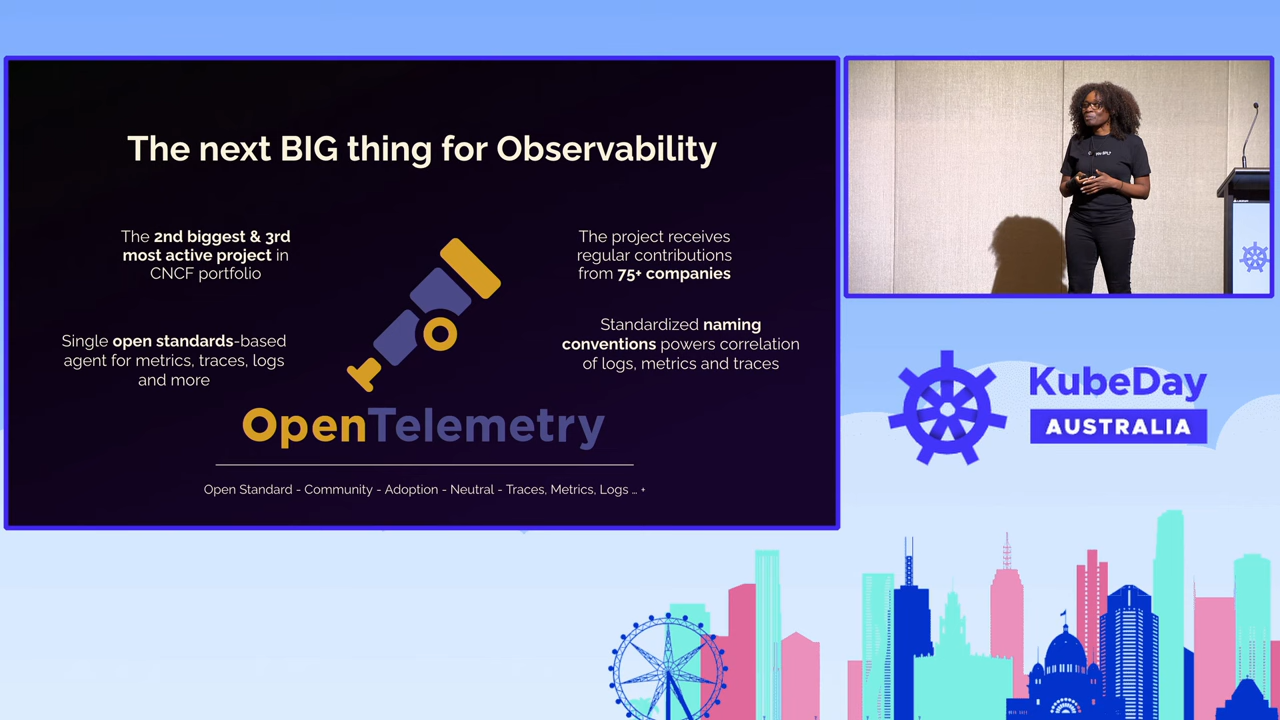 The next BIG thing for Observability
The 2nd biggest & 3rd
most active project in
CNCF portfolio
The project receives
regular contributions
from 75+ companies
Single open standards-based
agent for metrics, traces, logs
and more
Standardized naming
conventions powers correlation
of logs, metrics and traces
OpenTelemetry
Open Standard - Community - Adoption - Neutral - Traces, Metrics, Logs ... +
KubeDay
AUSTRALIA